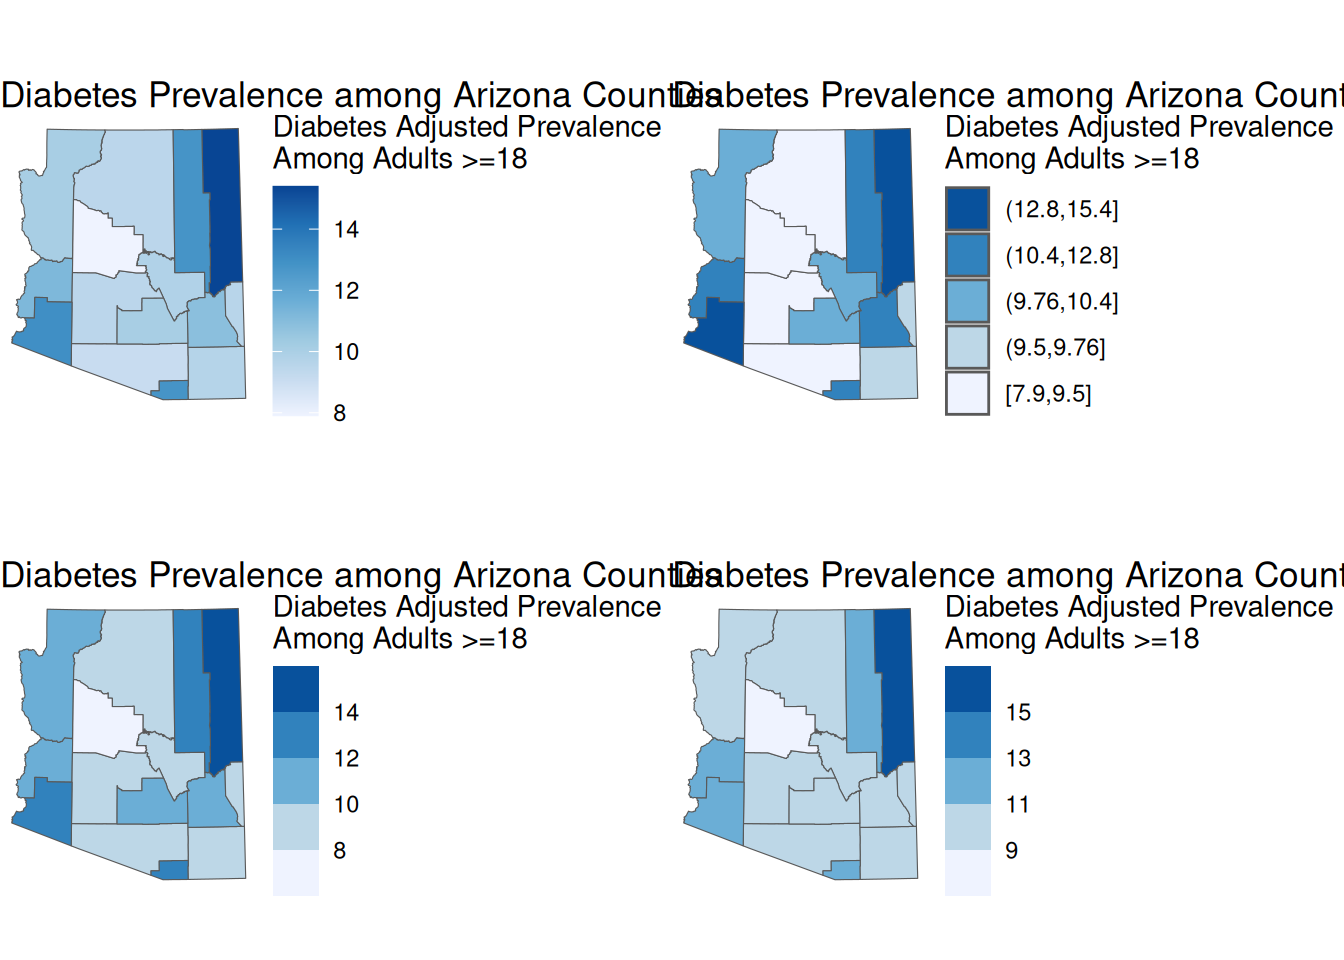 Diabetes Prevalence among Arizona Counties
Diabetes Adjusted Prevalence
Among Adults >=18
14
12
10
8
Diabetes Prevalence among Arizona Count
Diabetes Adjusted Prevalence
Among Adults >=18
(12.8,15.4]
(10.4,12.8]
(9.76,10.4]
(9.5,9.76]
[7.9,9.5]
Diabetes Prevalence among Arizona Counties
Diabetes Adjusted Prevalence
Among Adults >=18
14
12
10
8
Diabetes Prevalence among Arizona Count
Diabetes Adjusted Prevalence
Among Adults >=18
15
13
11
9